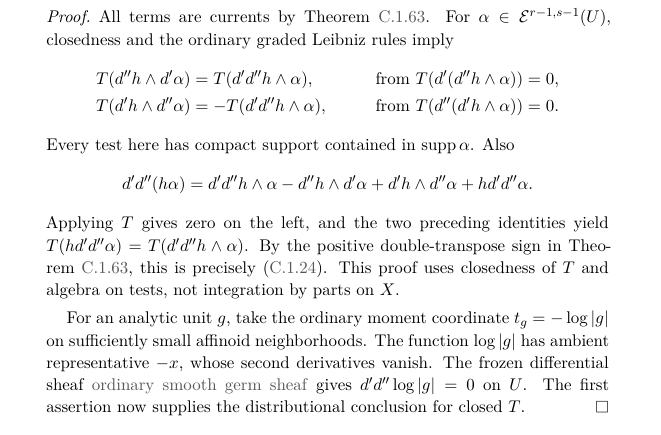 Proof. All terms are currents by Theorem C.1.63. For α ∈ ℰ^{r−1,s−1}(U),
closedness and the ordinary graded Leibniz rules imply
T(d″h ∧ d′α) = T(d′d″h ∧ α), from T(d′(d″h ∧ α)) = 0,
T(d′h ∧ d″α) = −T(d′d″h ∧ α), from T(d″(d′h ∧ α)) = 0.
Every test here has compact support contained in supp α. Also
d′d″(hα) = d′d″h ∧ α − d″h ∧ d′α + d′h ∧ d″α + hd′d″α.
Applying T gives zero on the left, and the two preceding identities yield
T(hd′d″α) = T(d′d″h ∧ α). By the positive double-transpose sign in Theo-
rem C.1.63, this is precisely (C.1.24). This proof uses closedness of T and
algebra on tests, not integration by parts on X.
For an analytic unit g, take the ordinary moment coordinate t_g = − log |g|
on sufficiently small affinoid neighborhoods. The function log |g| has ambient
representative −x, whose second derivatives vanish. The frozen differential
sheaf ordinary smooth germ sheaf gives d′d″ log |g| = 0 on U. The first
assertion now supplies the distributional conclusion for closed T. □